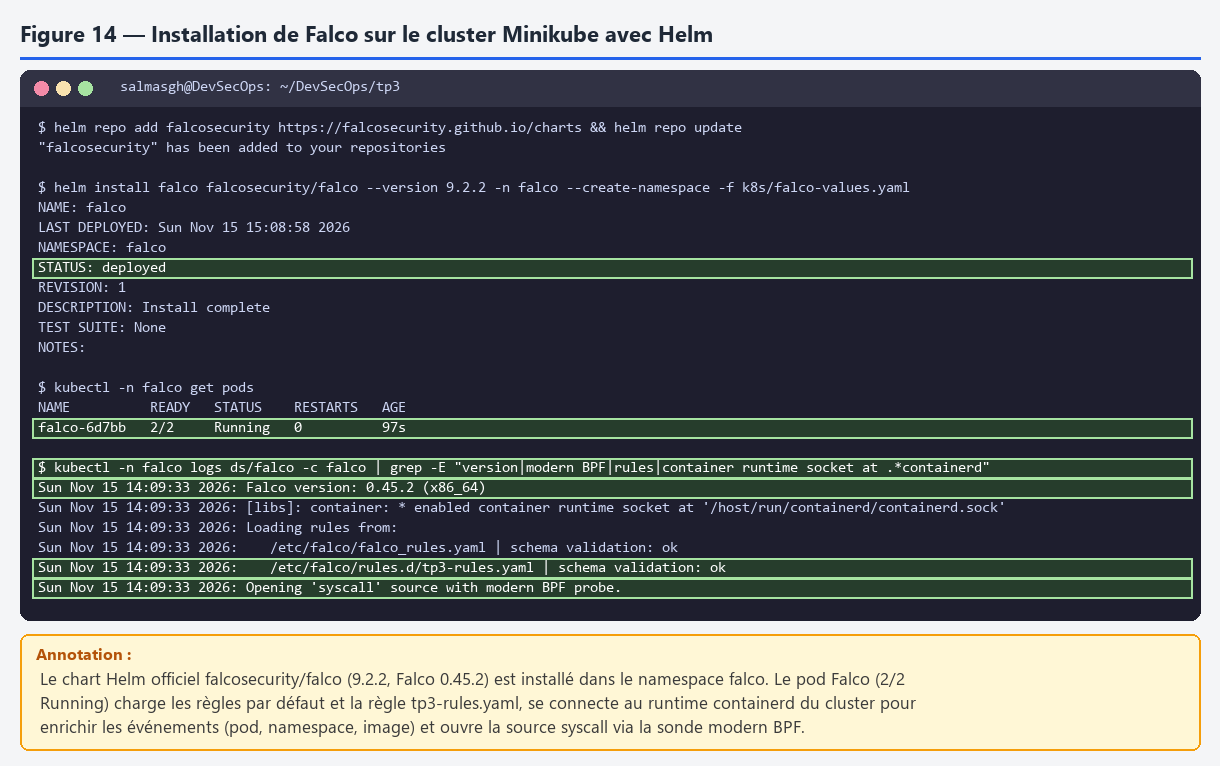 Figure 14 — Installation de Falco sur le cluster Minikube avec Helm
salmasgh@DevSecOps: ~/DevSecOps/tp3
$ helm repo add falcosecurity https://falcosecurity.github.io/charts && helm repo update
"falcosecurity" has been added to your repositories
$ helm install falco falcosecurity/falco --version 9.2.2 -n falco --create-namespace -f k8s/falco-values.yaml
NAME: falco
LAST DEPLOYED: Sun Nov 15 15:08:58 2026
NAMESPACE: falco
STATUS: deployed
REVISION: 1
DESCRIPTION: Install complete
TEST SUITE: None
NOTES:
$ kubectl -n falco get pods
NAME          READY   STATUS    RESTARTS   AGE
falco-6d7bb   2/2     Running   0          97s
$ kubectl -n falco logs ds/falco -c falco | grep -E "version|modern BPF|rules|container runtime socket at .*containerd"
Sun Nov 15 14:09:33 2026: Falco version: 0.45.2 (x86_64)
Sun Nov 15 14:09:33 2026: [libs]: container: * enabled container runtime socket at '/host/run/containerd/containerd.sock'
Sun Nov 15 14:09:33 2026: Loading rules from:
Sun Nov 15 14:09:33 2026:    /etc/falco/falco_rules.yaml | schema validation: ok
Sun Nov 15 14:09:33 2026:    /etc/falco/rules.d/tp3-rules.yaml | schema validation: ok
Sun Nov 15 14:09:33 2026: Opening 'syscall' source with modern BPF probe.
Annotation :
Le chart Helm officiel falcosecurity/falco (9.2.2, Falco 0.45.2) est installé dans le namespace falco. Le pod Falco (2/2
Running) charge les règles par défaut et la règle tp3-rules.yaml, se connecte au runtime containerd du cluster pour
enrichir les événements (pod, namespace, image) et ouvre la source syscall via la sonde modern BPF.